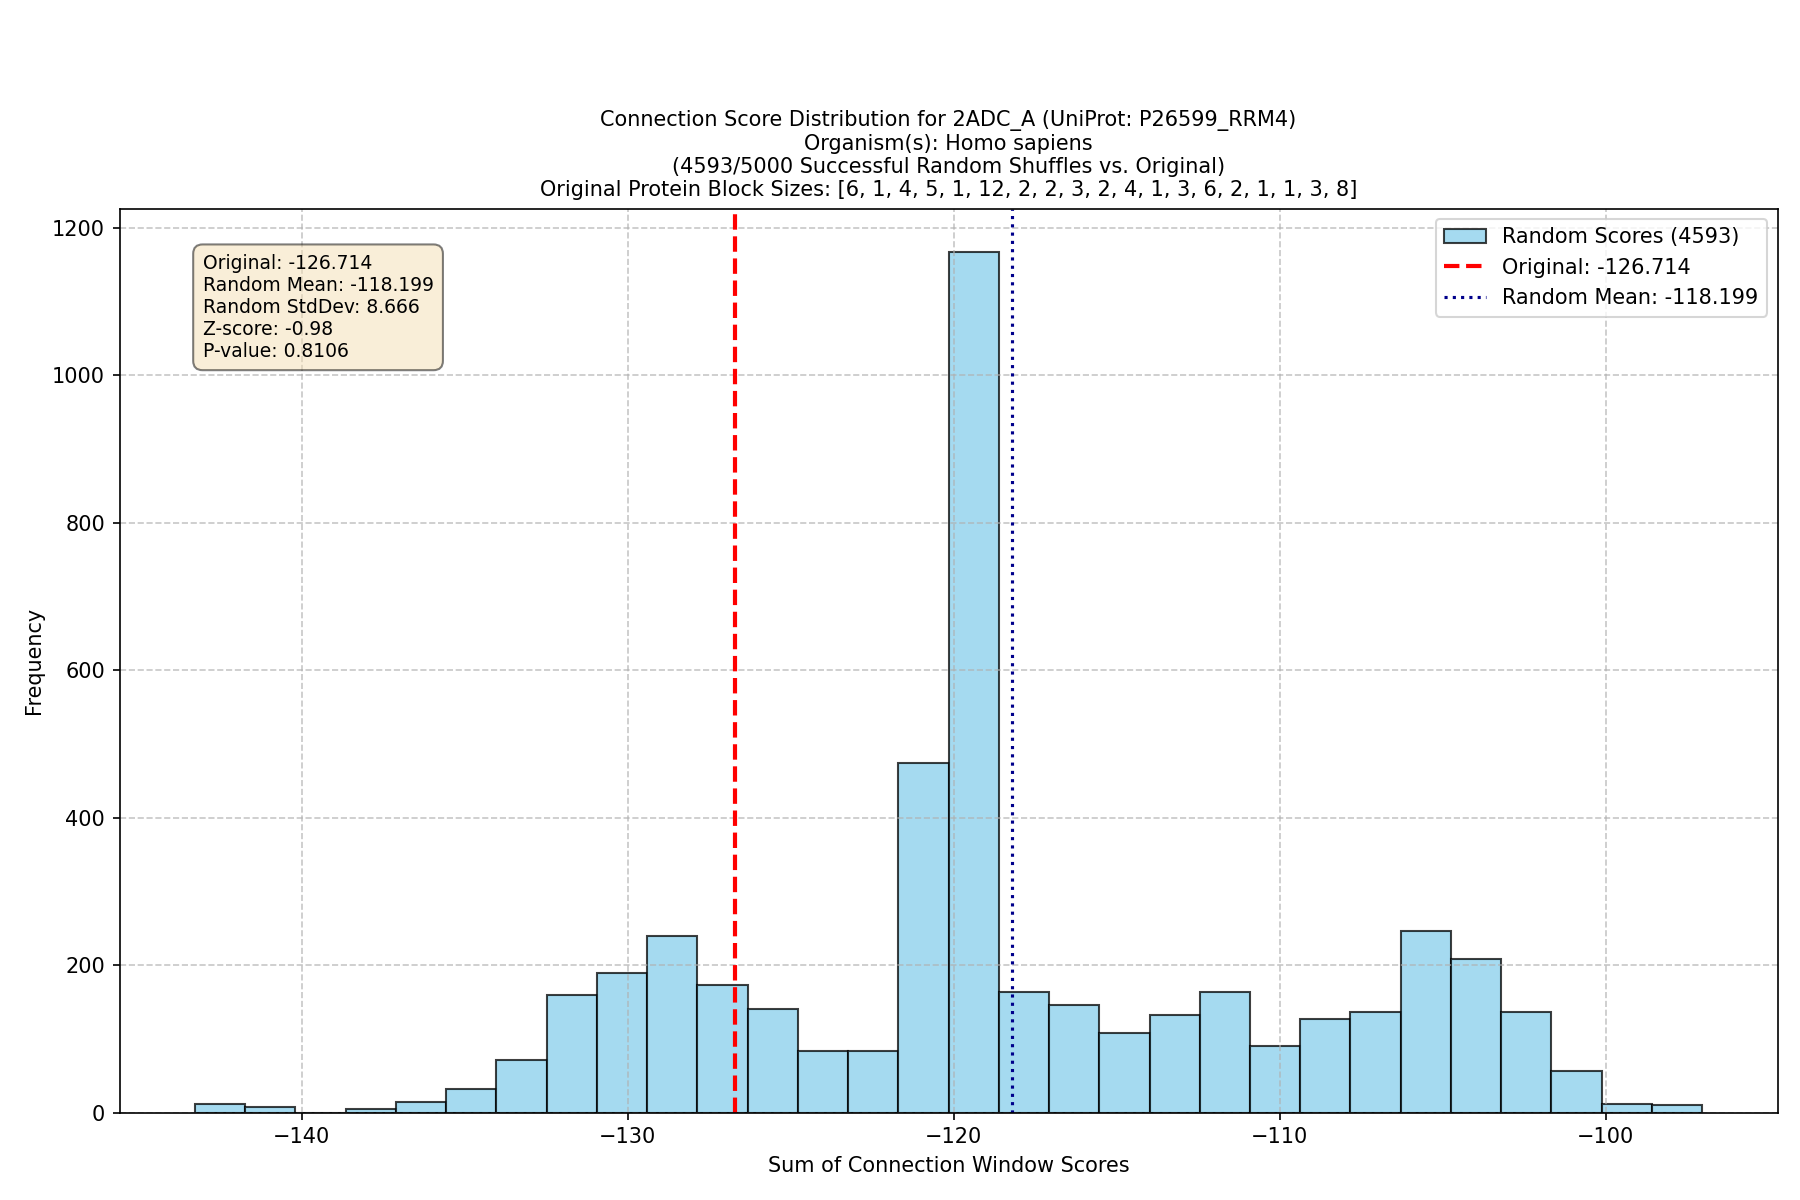 Connection Score Distribution for 2ADC_A (UniProt: P26599_RRM4)
Organism(s): Homo sapiens
(4593/5000 Successful Random Shuffles vs. Original)
Original Protein Block Sizes: [6, 1, 4, 5, 1, 12, 2, 2, 3, 2, 4, 1, 3, 6, 2, 1, 1, 3, 8]
Original: -126.714
Random Mean: -118.199
Random StdDev: 8.666
Z-score: -0.98
P-value: 0.8106
Random Scores (4593)
Original: -126.714
Random Mean: -118.199
Frequency
1200
1000
800
600
400
200
0
−140
−130
−120
−110
−100
Sum of Connection Window Scores